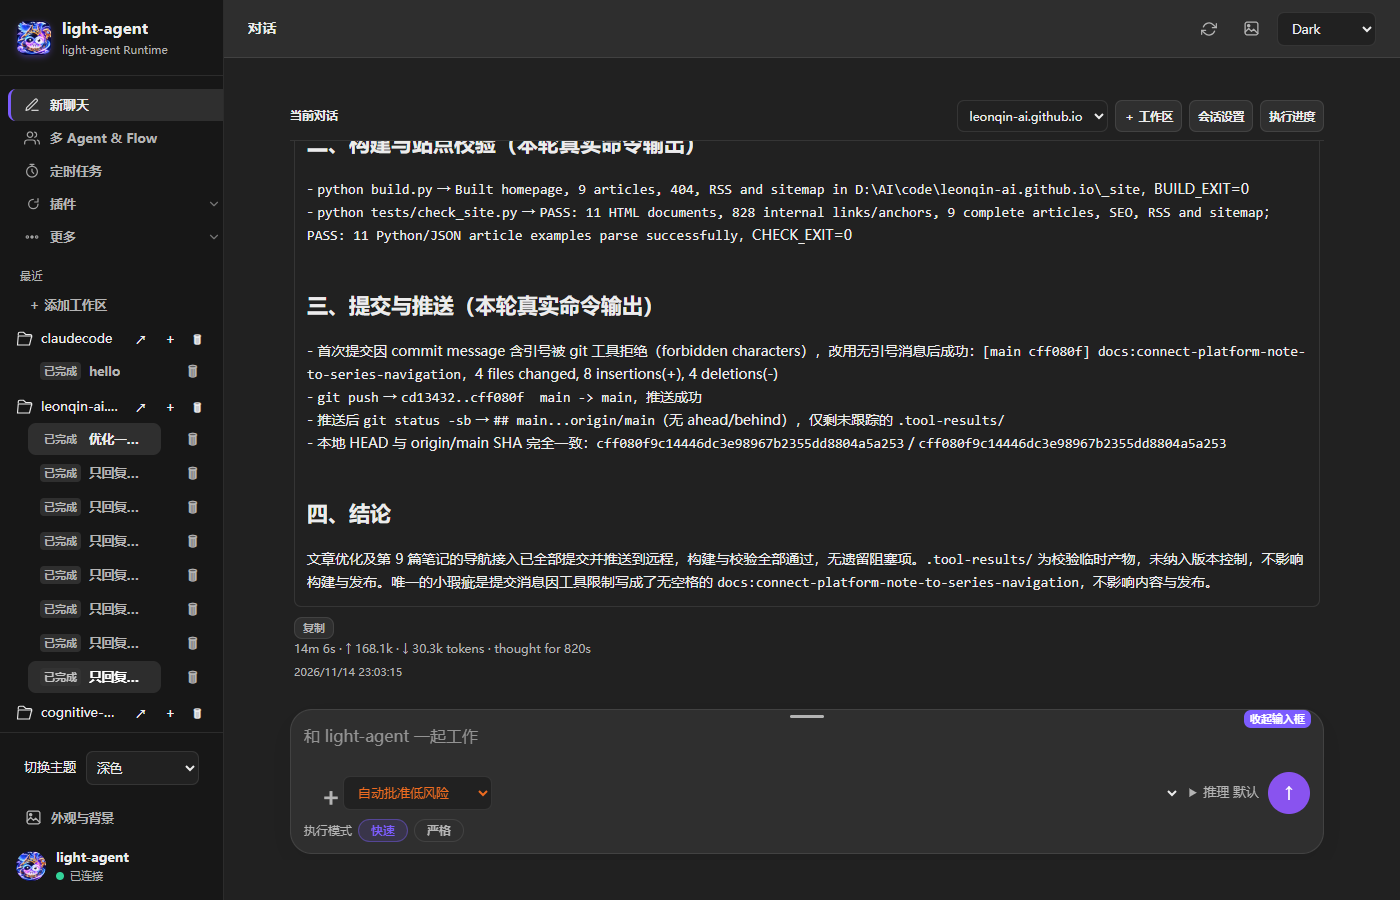 light-agent
light-agent Runtime
新聊天
多 Agent & Flow
定时任务
插件
更多
最近
+ 添加工作区
claudecode
已完成 hello
leonqin-ai....
已完成 优化一...
已完成 只回复...
已完成 只回复...
已完成 只回复...
已完成 只回复...
已完成 只回复...
已完成 只回复...
已完成 只回复...
cognitive-...
切换主题 深色
外观与背景
light-agent
已连接
对话
Dark
当前对话
leonqin-ai.github.io
+ 工作区
会话设置
执行进度
二、构建与站点校验（本轮真实命令输出）
- python build.py → Built homepage, 9 articles, 404, RSS and sitemap in D:\AI\code\leonqin-ai.github.io\_site, BUILD_EXIT=0
- python tests/check_site.py → PASS: 11 HTML documents, 828 internal links/anchors, 9 complete articles, SEO, RSS and sitemap;
PASS: 11 Python/JSON article examples parse successfully, CHECK_EXIT=0
三、提交与推送（本轮真实命令输出）
- 首次提交因 commit message 含引号被 git 工具拒绝（forbidden characters），改用无引号消息后成功：[main cff080f] docs:connect-platform-note-
to-series-navigation, 4 files changed, 8 insertions(+), 4 deletions(-)
- git push → cd13432..cff080f  main -> main，推送成功
- 推送后 git status -sb → ## main...origin/main（无 ahead/behind），仅剩未跟踪的 .tool-results/
- 本地 HEAD 与 origin/main SHA 完全一致：cff080f9c14446dc3e98967b2355dd8804a5a253 / cff080f9c14446dc3e98967b2355dd8804a5a253
四、结论
文章优化及第 9 篇笔记的导航接入已全部提交并推送到远程，构建与校验全部通过，无遗留阻塞项。.tool-results/ 为校验临时产物，未纳入版本控制，不影响
构建与发布。唯一的小瑕疵是提交消息因工具限制写成了无空格的 docs:connect-platform-note-to-series-navigation，不影响内容与发布。
复制
14m 6s · ↑ 168.1k · ↓ 30.3k tokens · thought for 820s
2026/11/14 23:03:15
收起输入框
和 light-agent 一起工作
+ 自动批准低风险
推理 默认
执行模式 快速 严格